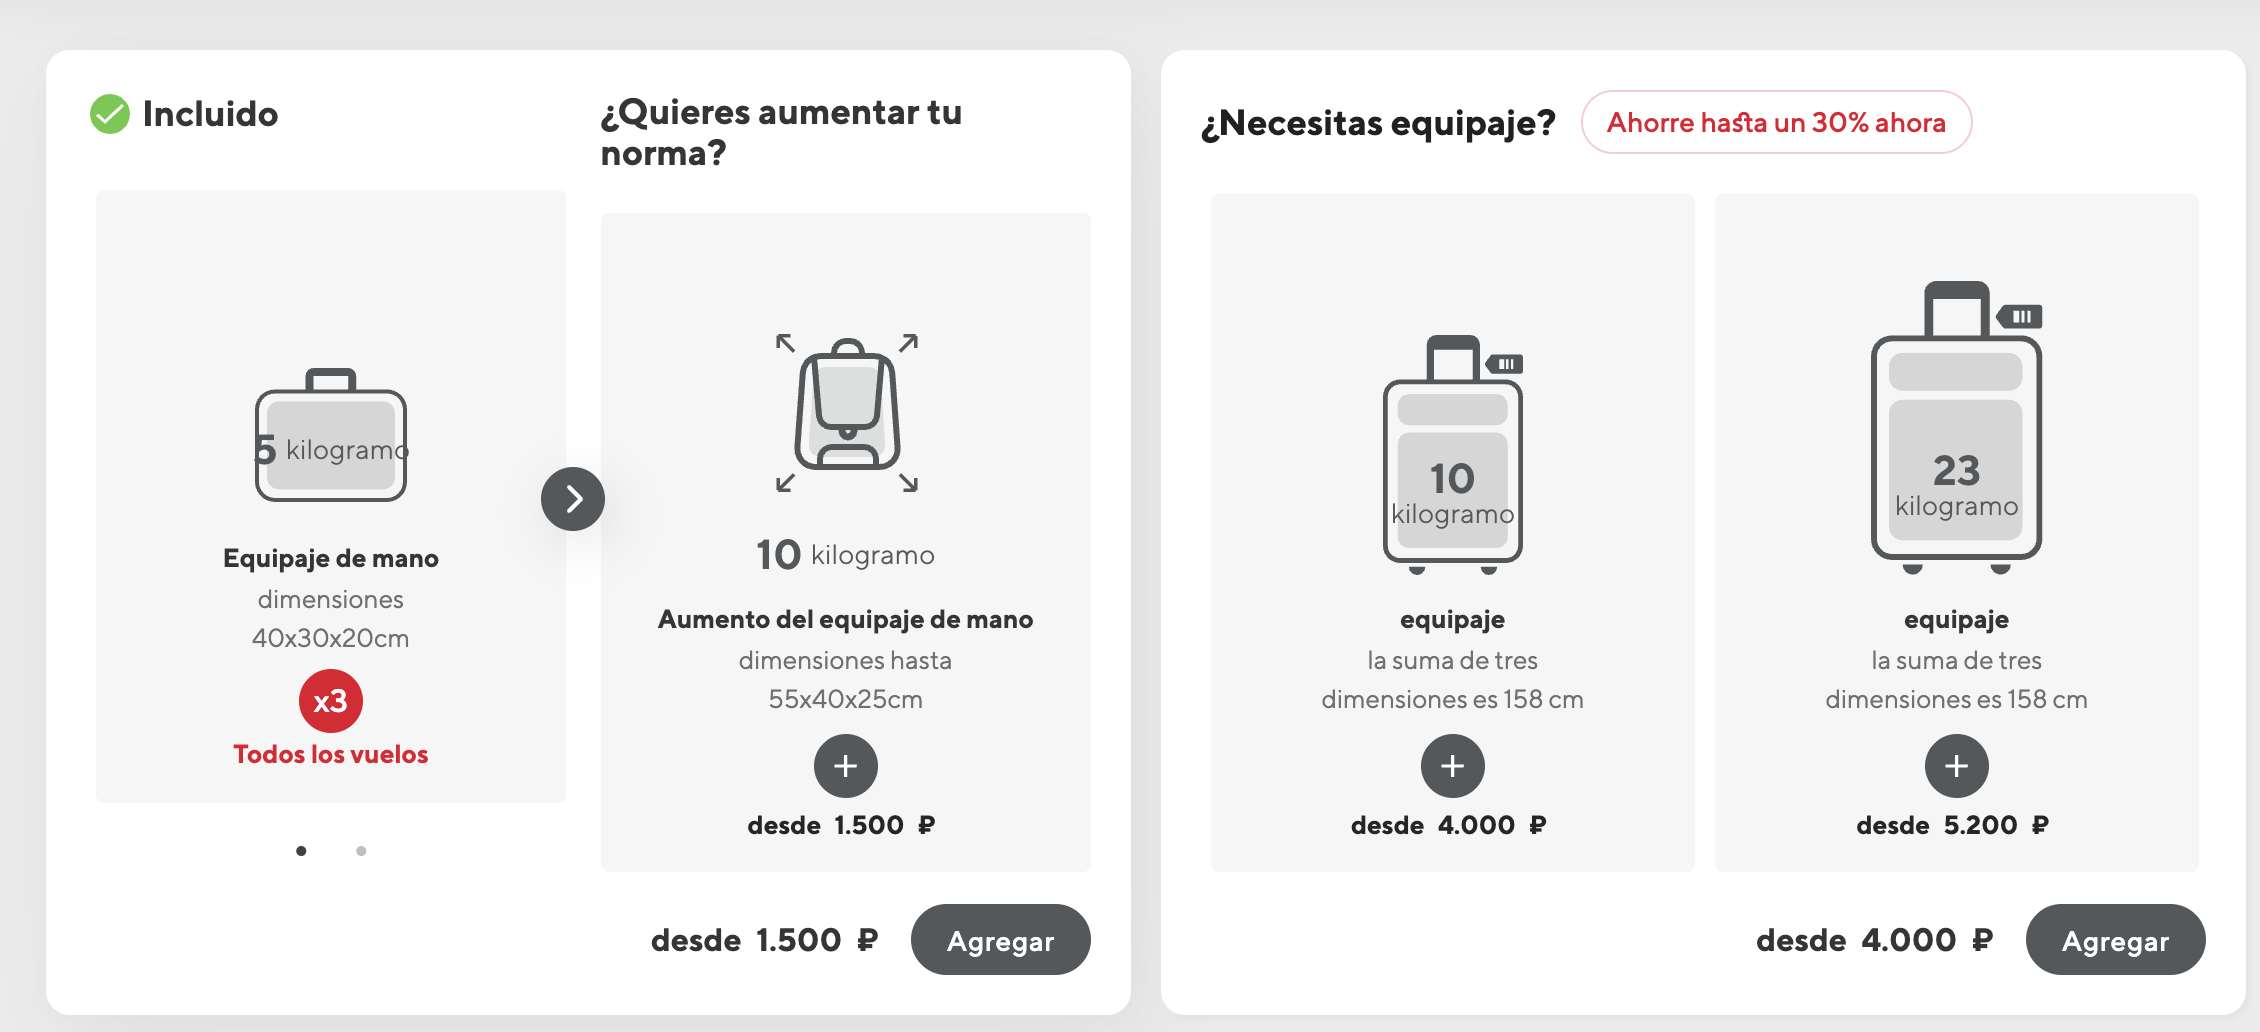 Incluido
5 kilogramo
Equipaje de mano
dimensiones
40x30x20cm
x3
Todos los vuelos
¿Quieres aumentar tu
norma?
10 kilogramo
Aumento del equipaje de mano
dimensiones hasta
55x40x25cm
+
desde 1.500 ₽
desde 1.500 ₽
Agregar
¿Necesitas equipaje?
Ahorre hasta un 30% ahora
10
kilogramo
equipaje
la suma de tres
dimensiones es 158 cm
+
desde 4.000 ₽
23
kilogramo
equipaje
la suma de tres
dimensiones es 158 cm
+
desde 5.200 ₽
desde 4.000 ₽
Agregar